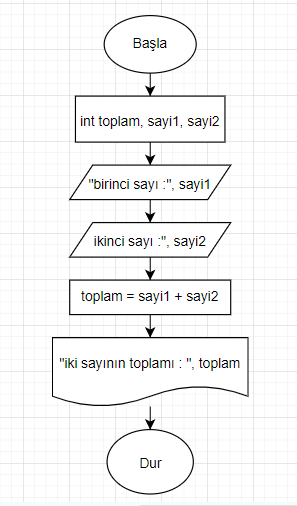 Başla
int toplam, sayi1, sayi2
"birinci sayı :", sayi1
ikinci sayı :", sayi2
toplam = sayi1 + sayi2
"iki sayının toplamı : ", toplam
Dur